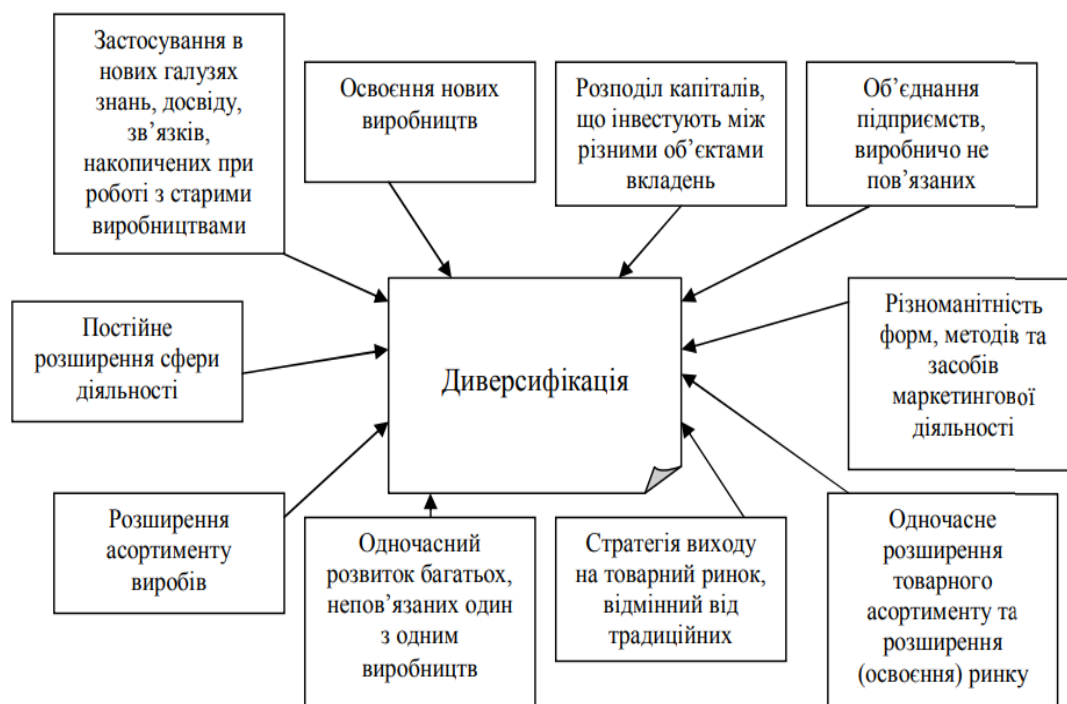 Застосування в
нових галузях
знань, досвіду,
зв’язків,
накопичених при
роботі з старими
виробництвами
Освоєння нових
виробництв
Розподіл капіталів,
що інвестують між
різними об’єктами
вкладень
Об’єднання
підприємств,
виробничо не
пов’язаних
Постійне
розширення сфери
діяльності
Диверсифікація
Різноманітність
форм, методів та
засобів
маркетингової
діяльності
Розширення
асортименту
виробів
Одночасний
розвиток багатьох,
непов’язаних один
з одним
виробництв
Стратегія виходу
на товарний ринок,
відмінний від
традиційних
Одночасне
розширення
товарного
асортименту та
розширення
(освоєння) ринку